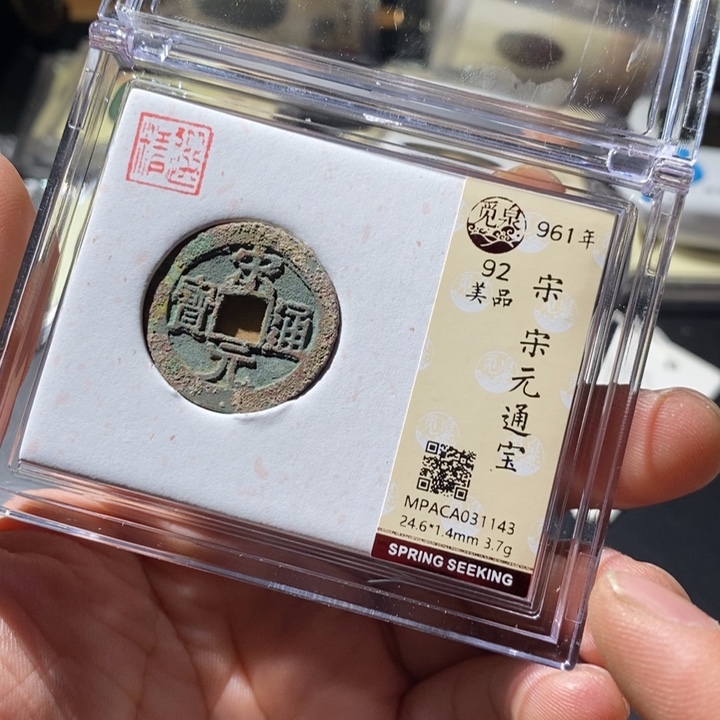 宋
元
通
寶
觅泉
961年
92
美品
宋
宋元通宝
MPACA031143
24.6*1.4mm 3.7g
SPRING SEEKING